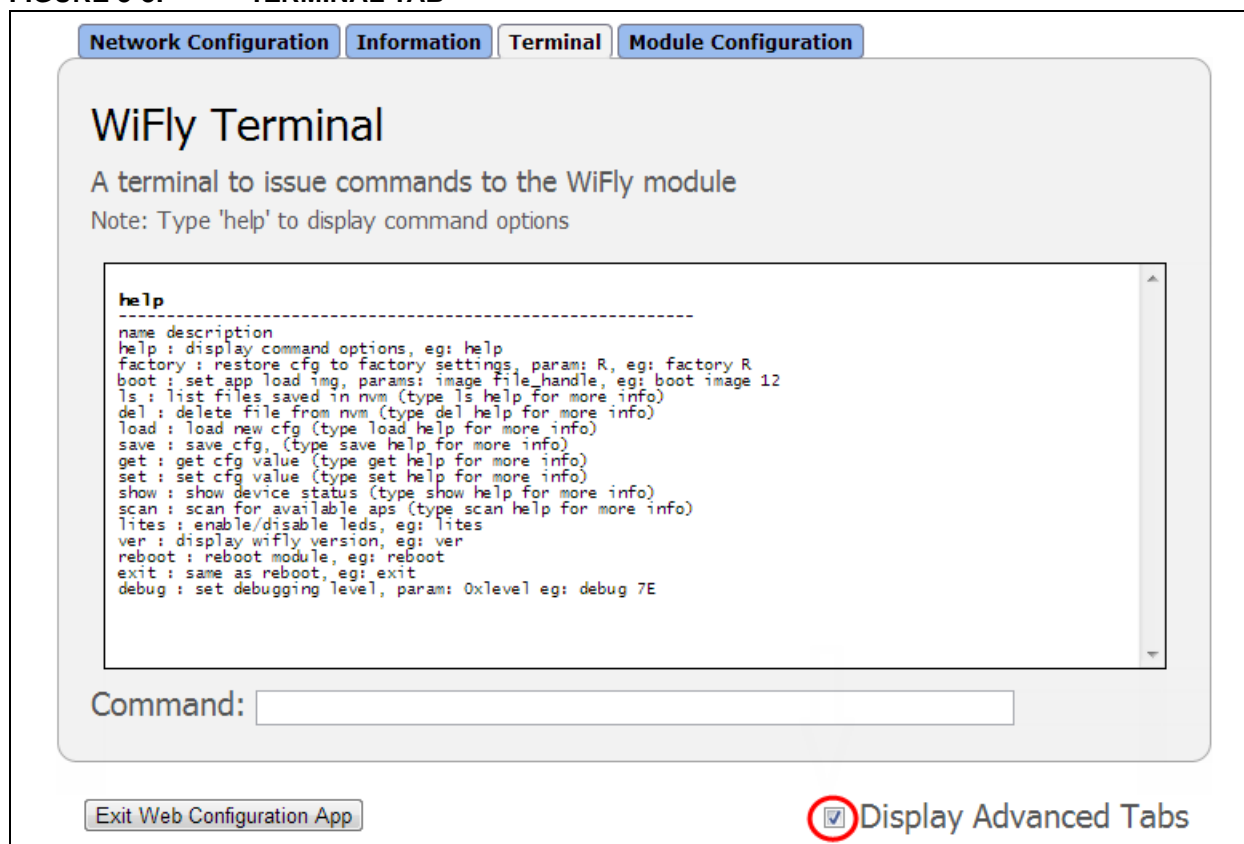 Network Configuration Information Terminal Module Configuration
WiFly Terminal
A terminal to issue commands to the WiFly module
Note: Type 'help' to display command options
help
------------------------------------------------------------
name description
help : display command options, eg: help
factory : restore cfg to factory settings, param: R, eg: factory R
boot : set app load img, params: image file_handle, eg: boot image 12
ls : list files saved in nvm (type ls help for more info)
del : delete file from nvm (type del help for more info)
load : load new cfg (type load help for more info)
save : save cfg, (type save help for more info)
get : get cfg value (type get help for more info)
set : set cfg value (type set help for more info)
show : show device status (type show help for more info)
scan : scan for available aps (type scan help for more info)
lites : enable/disable leds, eg: lites
ver : display wifly version, eg: ver
reboot : reboot module, eg: reboot
exit : same as reboot, eg: exit
debug : set debugging level, param: 0xlevel eg: debug 7E
Command:
Exit Web Configuration App Display Advanced Tabs